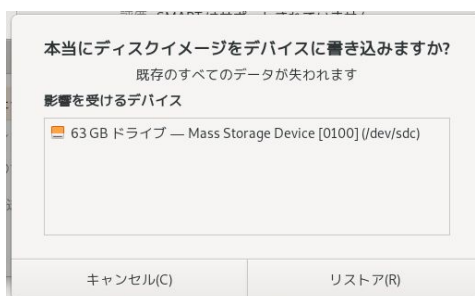 本当にディスクイメージをデバイスに書き込みますか?
既存のすべてのデータが失われます
影響を受けるデバイス
63 GB ドライブ — Mass Storage Device [0100] (/dev/sdc)
キャンセル(C)
リストア(R)